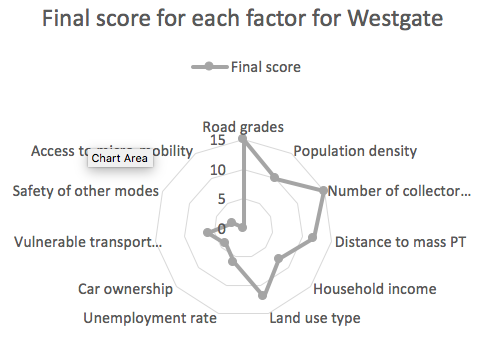 Final score for each factor for Westgate
Final score
Road grades
Population density
Number of collector...
Distance to mass PT
Household income
Land use type
Unemployment rate
Car ownership
Vulnerable transport...
Safety of other modes
Access to micro mobility
Chart Area
15
10
5
0